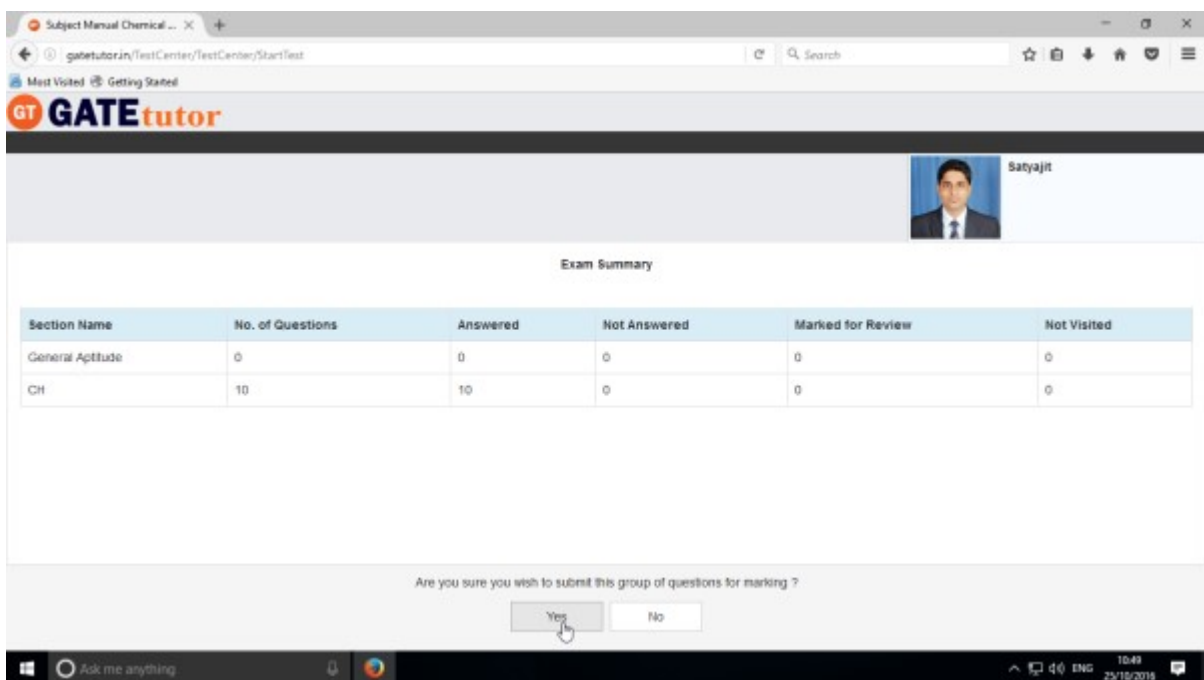 Subject Manual Chemical ...
gatetutor.in/TestCenter/TestCenter/StartTest
Search
Most Visited Getting Started
GT GATEtutor
Satyajit
Exam Summary
Section Name No. of Questions Answered Not Answered Marked for Review Not Visited
General Aptitude 0 0 0 0 0
CH 10 10 0 0 0
Are you sure you wish to submit this group of questions for marking ?
Yes No
Ask me anything ENG 10:49
25/10/2016